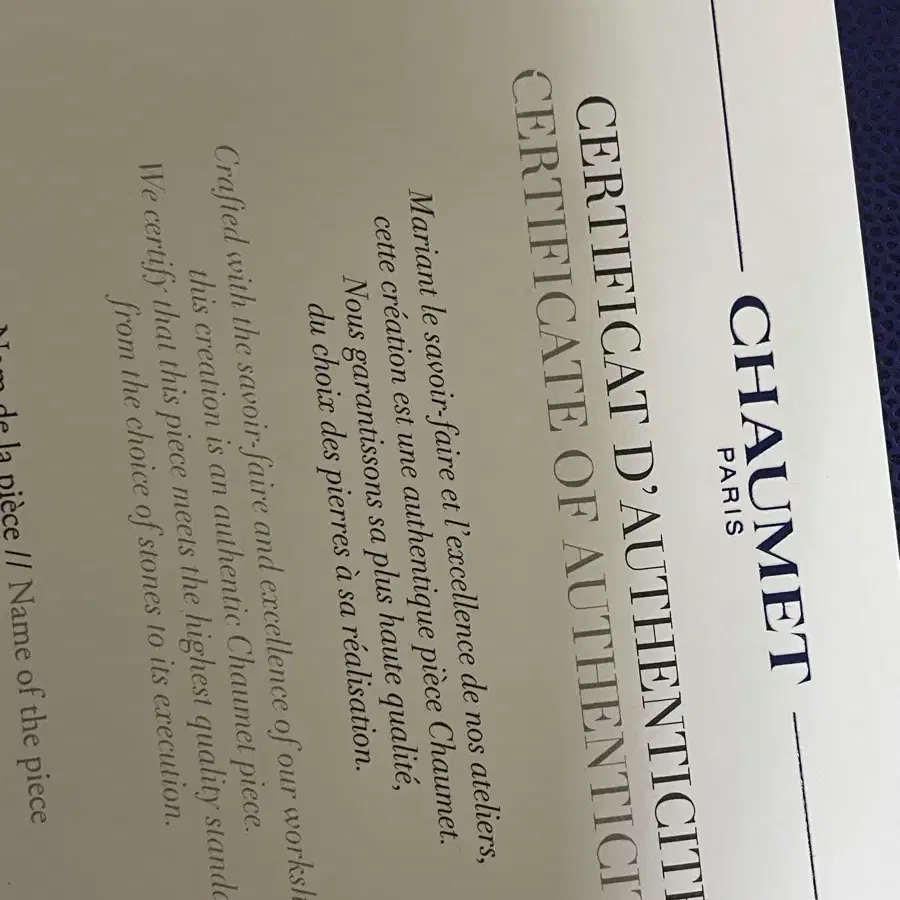 CHAUMET
PARIS
CERTIFICAT D'AUTHENTICITÉ
CERTIFICATE OF AUTHENTICIT
Mariant le savoir-faire et l'excellence de nos ateliers,
cette création est une authentique pièce Chaumet.
Nous garantissons sa plus haute qualité,
du choix des pierres à sa réalisation.
Crafted with the savoir-faire and excellence of our worksh
this creation is an authentic Chaumet piece.
We certify that this piece meets the highest quality standa
from the choice of stones to its execution.
Nom de la pièce // Name of the piece